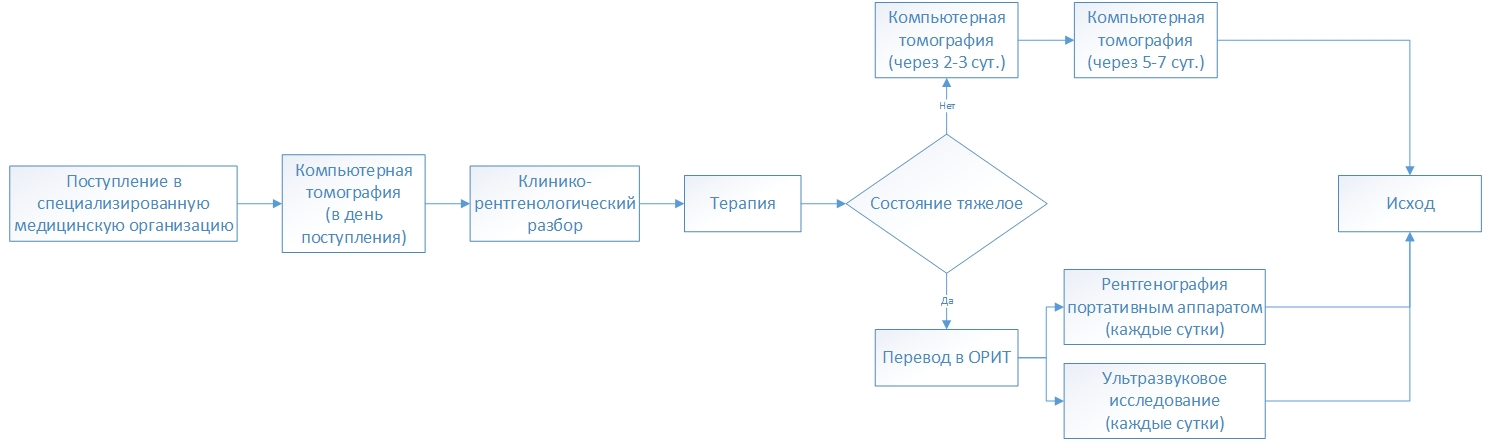 Поступление в
специализированную
медицинскую организацию
Компьютерная
томография
(в день
поступления)
Клинико-
рентгенологический
разбор
Терапия
Состояние тяжелое
Нет
Компьютерная
томография
(через 2-3 сут.)
Компьютерная
томография
(через 5-7 сут.)
Да
Перевод в ОРИТ
Рентгенография
портативным аппаратом
(каждые сутки)
Ультразвуковое
исследование
(каждые сутки)
Исход